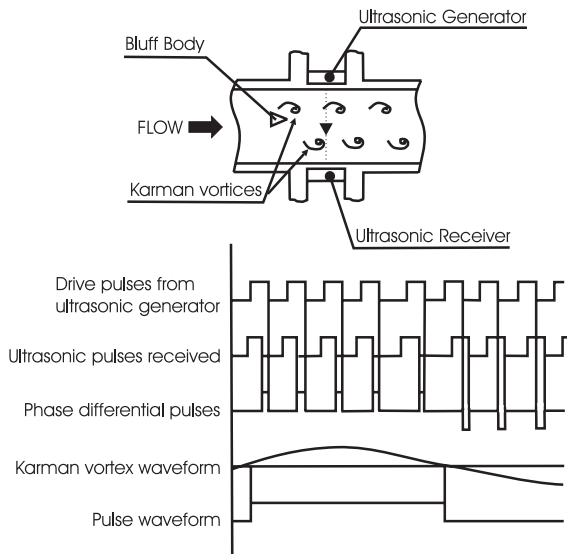 Ultrasonic Generator
Bluff Body
FLOW
Karman vortices
Ultrasonic Receiver
Drive pulses from
ultrasonic generator
Ultrasonic pulses received
Phase differential pulses
Karman vortex waveform
Pulse waveform